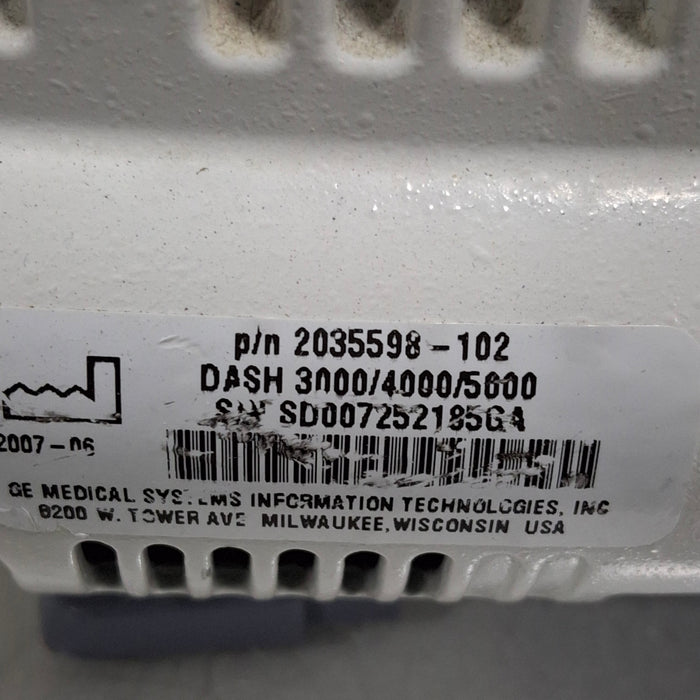 p/n 2035598-102
DASH 3000/4000/5000
S/N SD007252185GA
2007-06
GE MEDICAL SYSTEMS INFORMATION TECHNOLOGIES, INC
8200 W. TOWER AVE MILWAUKEE, WISCONSIN USA